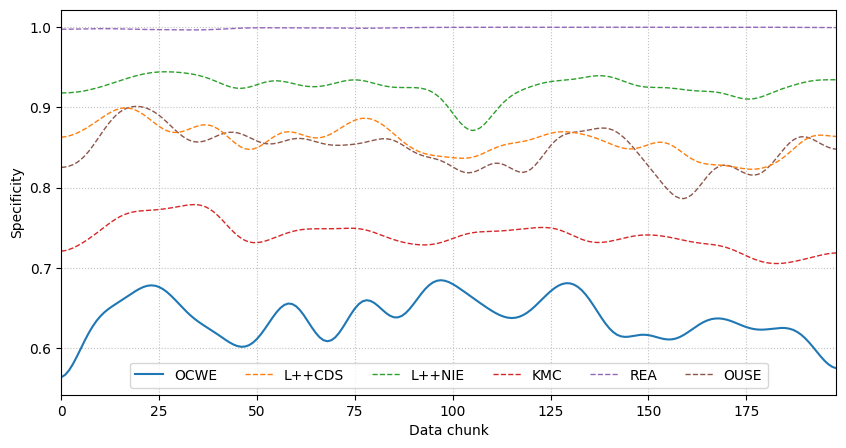 Specificity
1.0
0.9
0.8
0.7
0.6
OCWE L++CDS L++NIE KMC REA OUSE
0 25 50 75 100 125 150 175
Data chunk